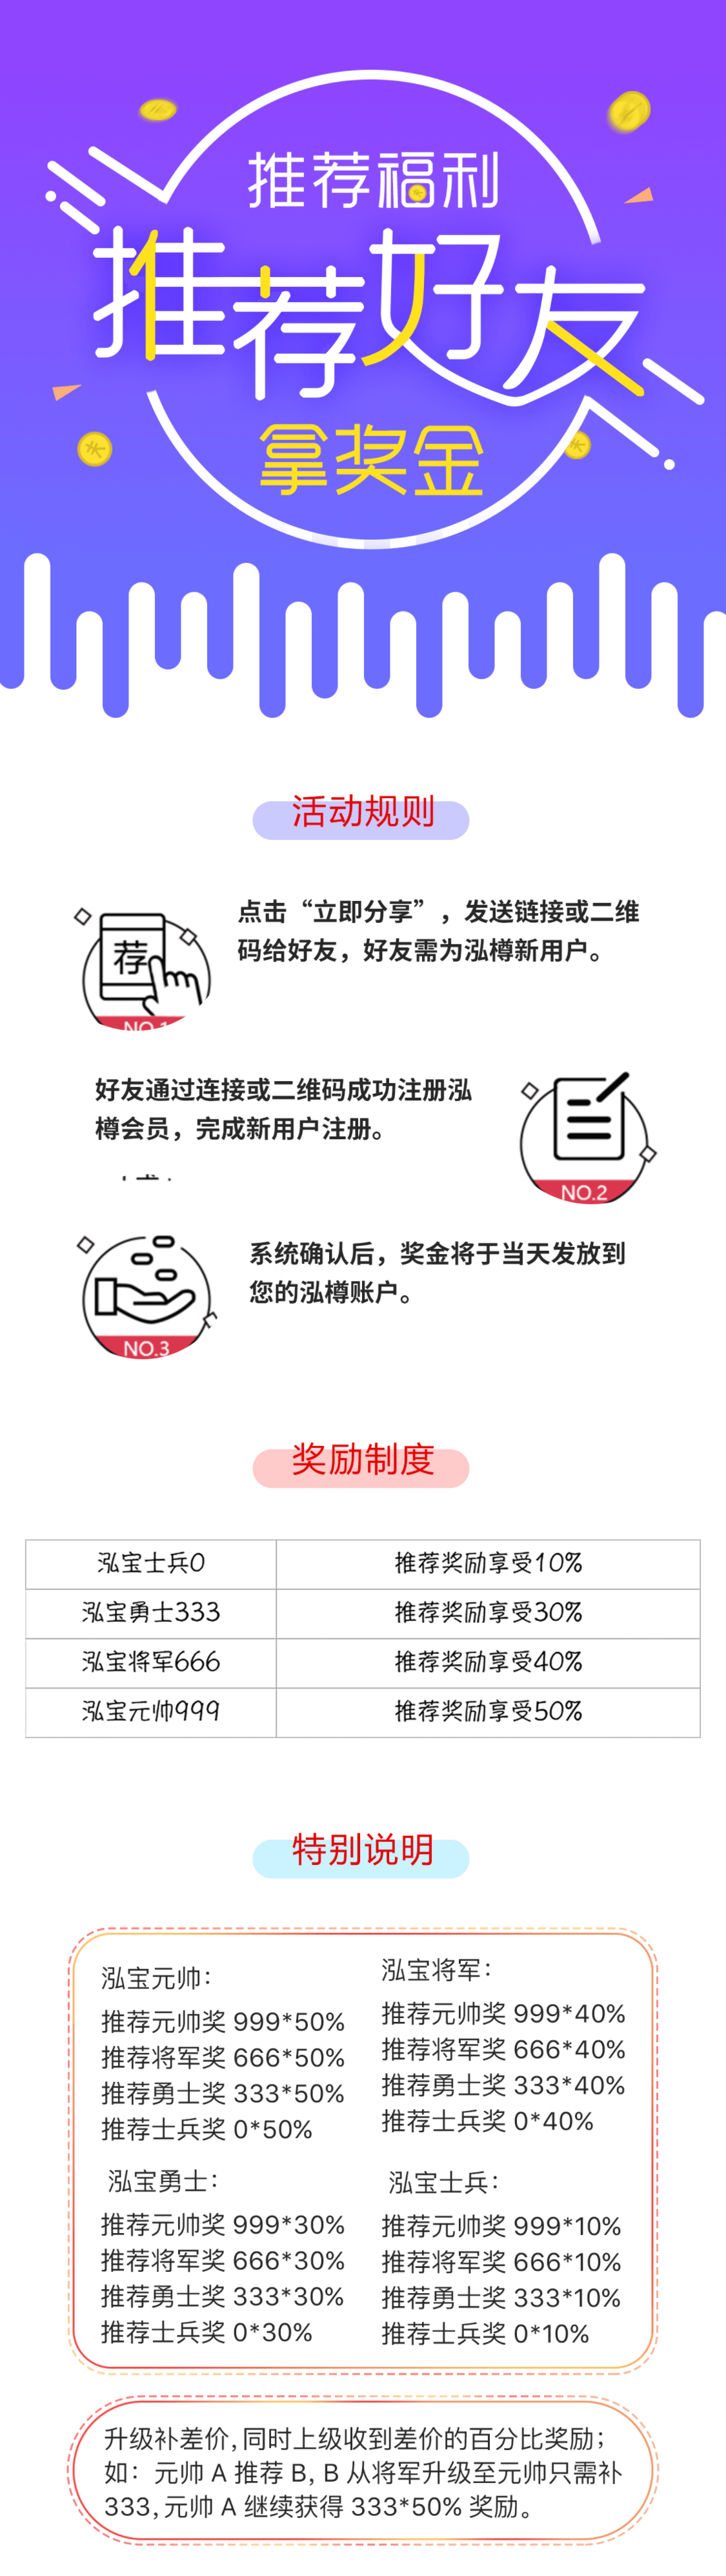 推荐福利
推荐好友
拿奖金
活动规则
点击“立即分享”，发送链接或二维
码给好友，好友需为泓樽新用户。
荐
NO.1
好友通过连接或二维码成功注册泓
樽会员，完成新用户注册。
NO.2
系统确认后，奖金将于当天发放到
您的泓樽账户。
NO.3
奖励制度
泓宝士兵0 推荐奖励享受10%
泓宝勇士333 推荐奖励享受30%
泓宝将军666 推荐奖励享受40%
泓宝元帅999 推荐奖励享受50%
特别说明
泓宝元帅：
推荐元帅奖 999*50%
推荐将军奖 666*50%
推荐勇士奖 333*50%
推荐士兵奖 0*50%
泓宝将军：
推荐元帅奖 999*40%
推荐将军奖 666*40%
推荐勇士奖 333*40%
推荐士兵奖 0*40%
泓宝勇士：
推荐元帅奖 999*30%
推荐将军奖 666*30%
推荐勇士奖 333*30%
推荐士兵奖 0*30%
泓宝士兵：
推荐元帅奖 999*10%
推荐将军奖 666*10%
推荐勇士奖 333*10%
推荐士兵奖 0*10%
升级补差价,同时上级收到差价的百分比奖励；
如：元帅 A 推荐 B, B 从将军升级至元帅只需补
333,元帅 A 继续获得 333*50% 奖励。